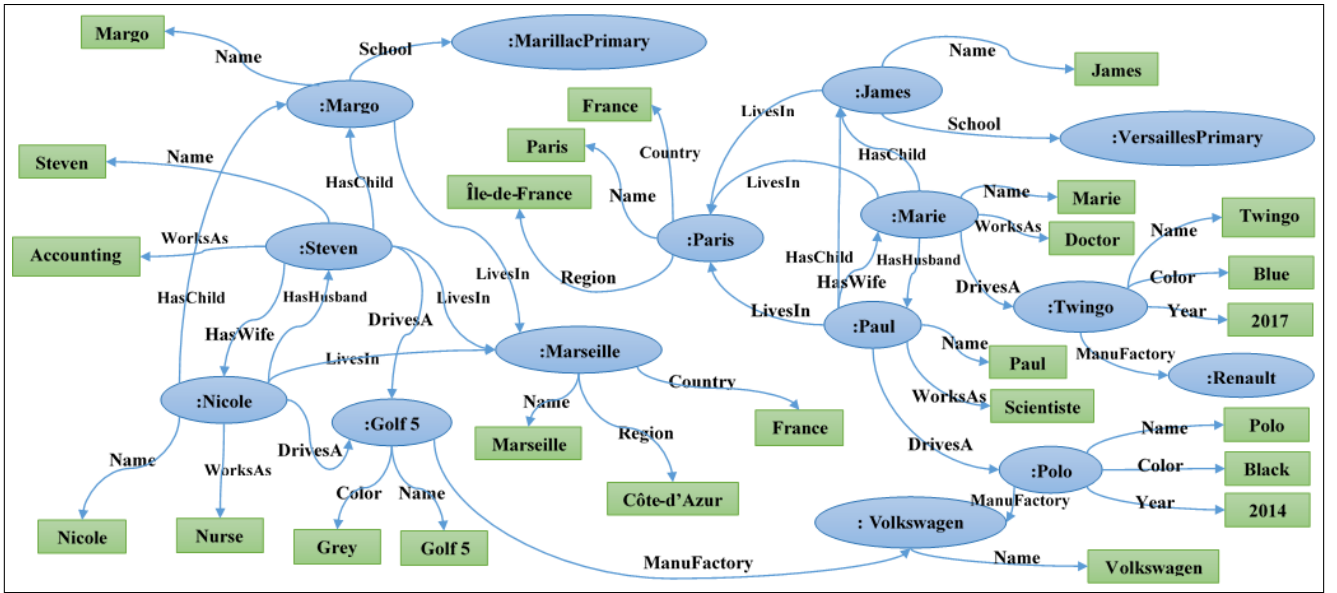 Margo
Name
School
:MarillacPrimary
:Margo
Steven
Name
HasChild
Accounting
WorksAs
:Steven
HasChild
HasWife
HasHusband
DrivesA
LivesIn
LivesIn
LivesIn
:Nicole
DrivesA
:Golf 5
Name
WorksAs
Nicole
Nurse
Color
Name
Grey
Golf 5
ManuFactory
France
Paris
Île-de-France
Country
Name
Region
:Paris
:Marseille
Name
Region
Country
Marseille
Côte-d’Azur
France
LivesIn
LivesIn
LivesIn
:James
Name
James
School
:VersaillesPrimary
HasChild
:Marie
Name
Marie
WorksAs
Doctor
HasChild
HasWife
HasHusband
DrivesA
:Twingo
Name
Twingo
Color
Blue
Year
2017
ManuFactory
:Renault
:Paul
Name
Paul
WorksAs
Scientiste
DrivesA
:Polo
Name
Polo
Color
Black
Year
2014
ManuFactory
: Volkswagen
Name
Volkswagen